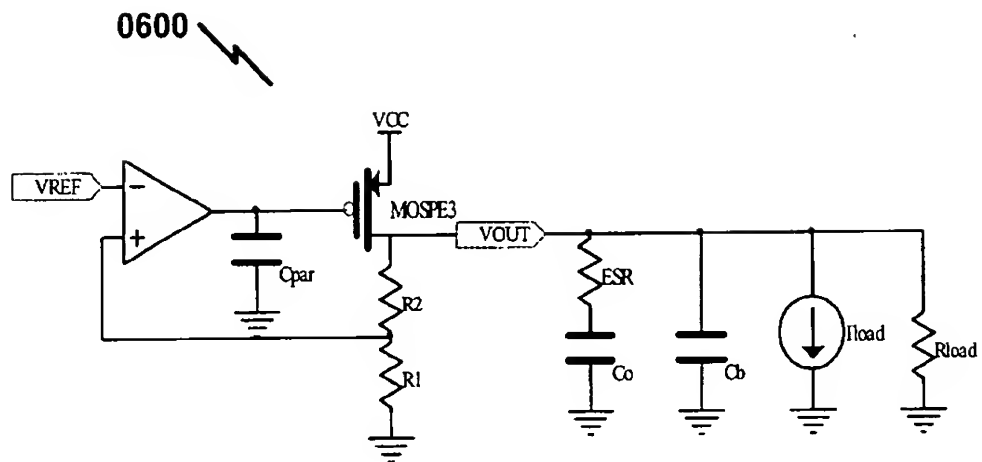 0600
VCC
VREF
−
+
MOSPE3
VOUT
Cpar
R2
R1
ESR
Co
Cb
Iload
Rload